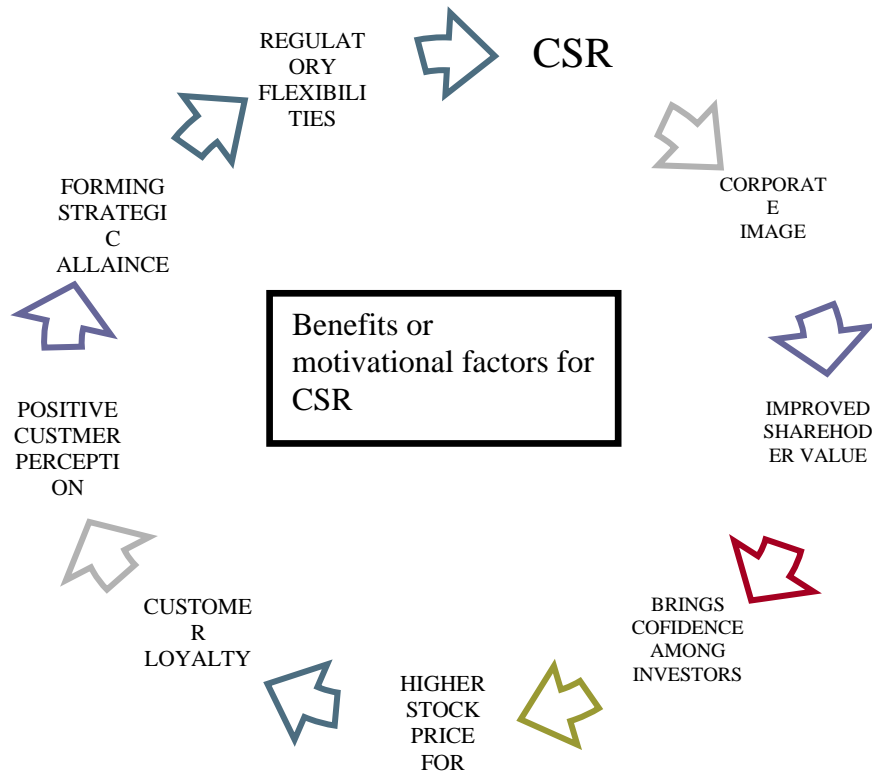 CSR
CORPORAT
E
IMAGE
IMPROVED
SHAREHOD
ER VALUE
BRINGS
COFIDENCE
AMONG
INVESTORS
HIGHER
STOCK
PRICE
FOR
CUSTOME
R
LOYALTY
POSITIVE
CUSTMER
PERCEPTI
ON
FORMING
STRATEGI
C
ALLAINCE
REGULAT
ORY
FLEXIBILI
TIES
Benefits or
motivational factors for
CSR